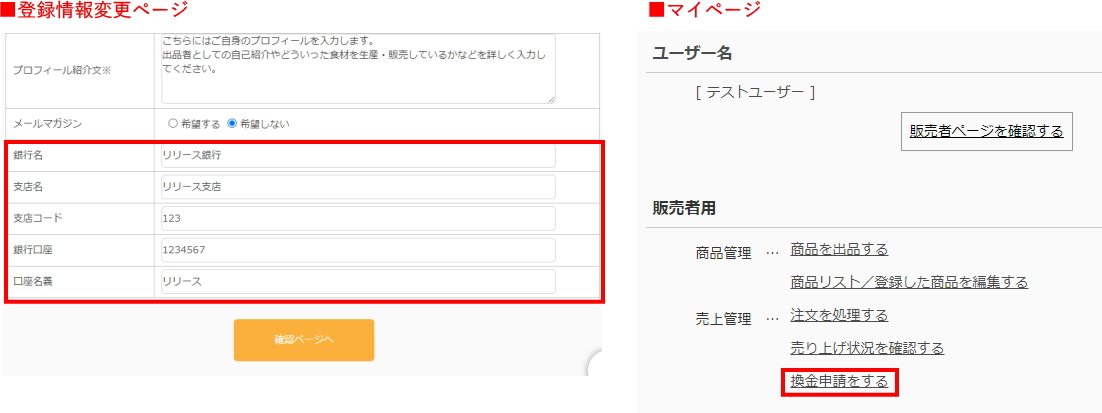 ■登録情報変更ページ
プロフィール紹介文※
こちらにはご自身のプロフィールを入力します。
出品者としての自己紹介やどういった食材を生産・販売しているかなどを詳しく入力し
てください。
メールマガジン
希望する
希望しない
銀行名
リリース銀行
支店名
リリース支店
支店コード
123
銀行口座
1234567
口座名義
リリース
確認ページへ
■マイページ
ユーザー名
[ テストユーザー ]
販売者ページを確認する
販売者用
商品管理 … 商品を出品する
商品リスト／登録した商品を編集する
売上管理 … 注文を処理する
売り上げ状況を確認する
換金申請をする